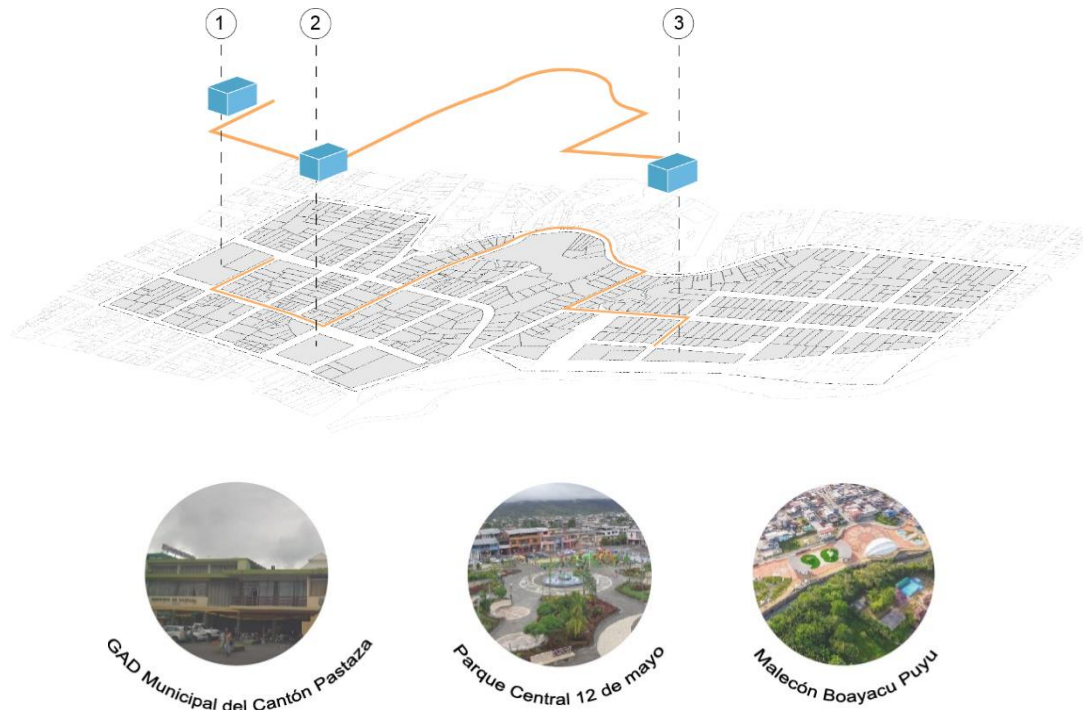 1
2
3
GAD Municipal del Cantón Pastaza
Parque Central 12 de mayo
Malecón Boayacu Puyu